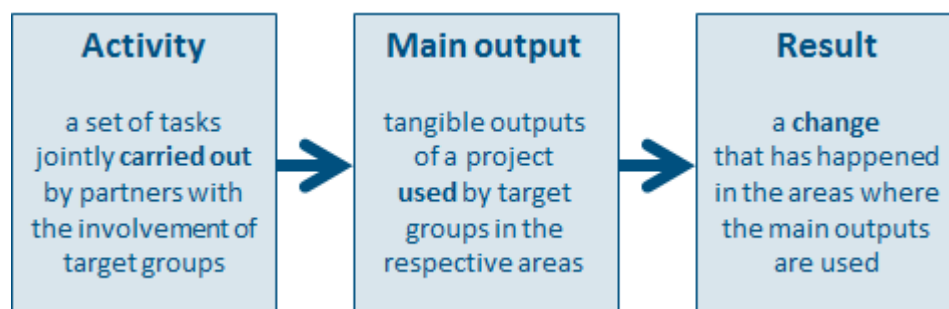 Activity
a set of tasks
jointly carried out
by partners with
the involvement of
target groups
Main output
tangible outputs
of a project
used by target
groups in the
respective areas
Result
a change
that has happened
in the areas where
the main outputs
are used